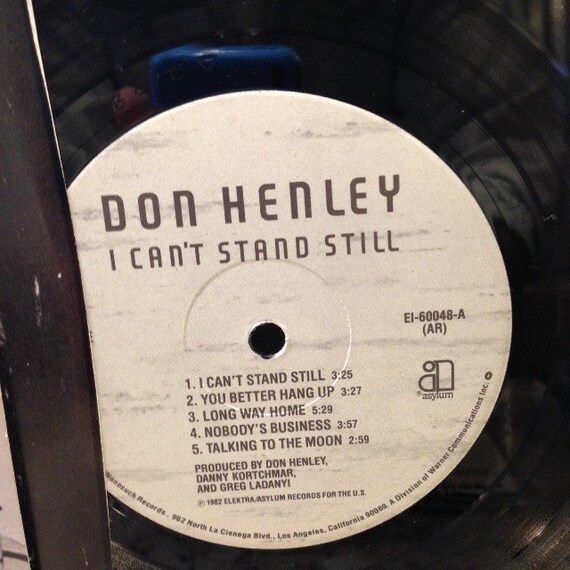 DON HENLEY
I CAN'T STAND STILL
EI-60048-A
(AR)
1. I CAN'T STAND STILL 3:25
2. YOU BETTER HANG UP 3:27
3. LONG WAY HOME 5:29
4. NOBODY'S BUSINESS 3:57
5. TALKING TO THE MOON 2:59
asylum
PRODUCED BY DON HENLEY,
DANNY KORTCHMAR,
AND GREG LADANYI
℗ 1982 ELEKTRA/ASYLUM RECORDS FOR THE U.S.
Records., 962 North La Cienega Blvd., Los Angeles, California 90069. A Division of Warner Communications Inc.